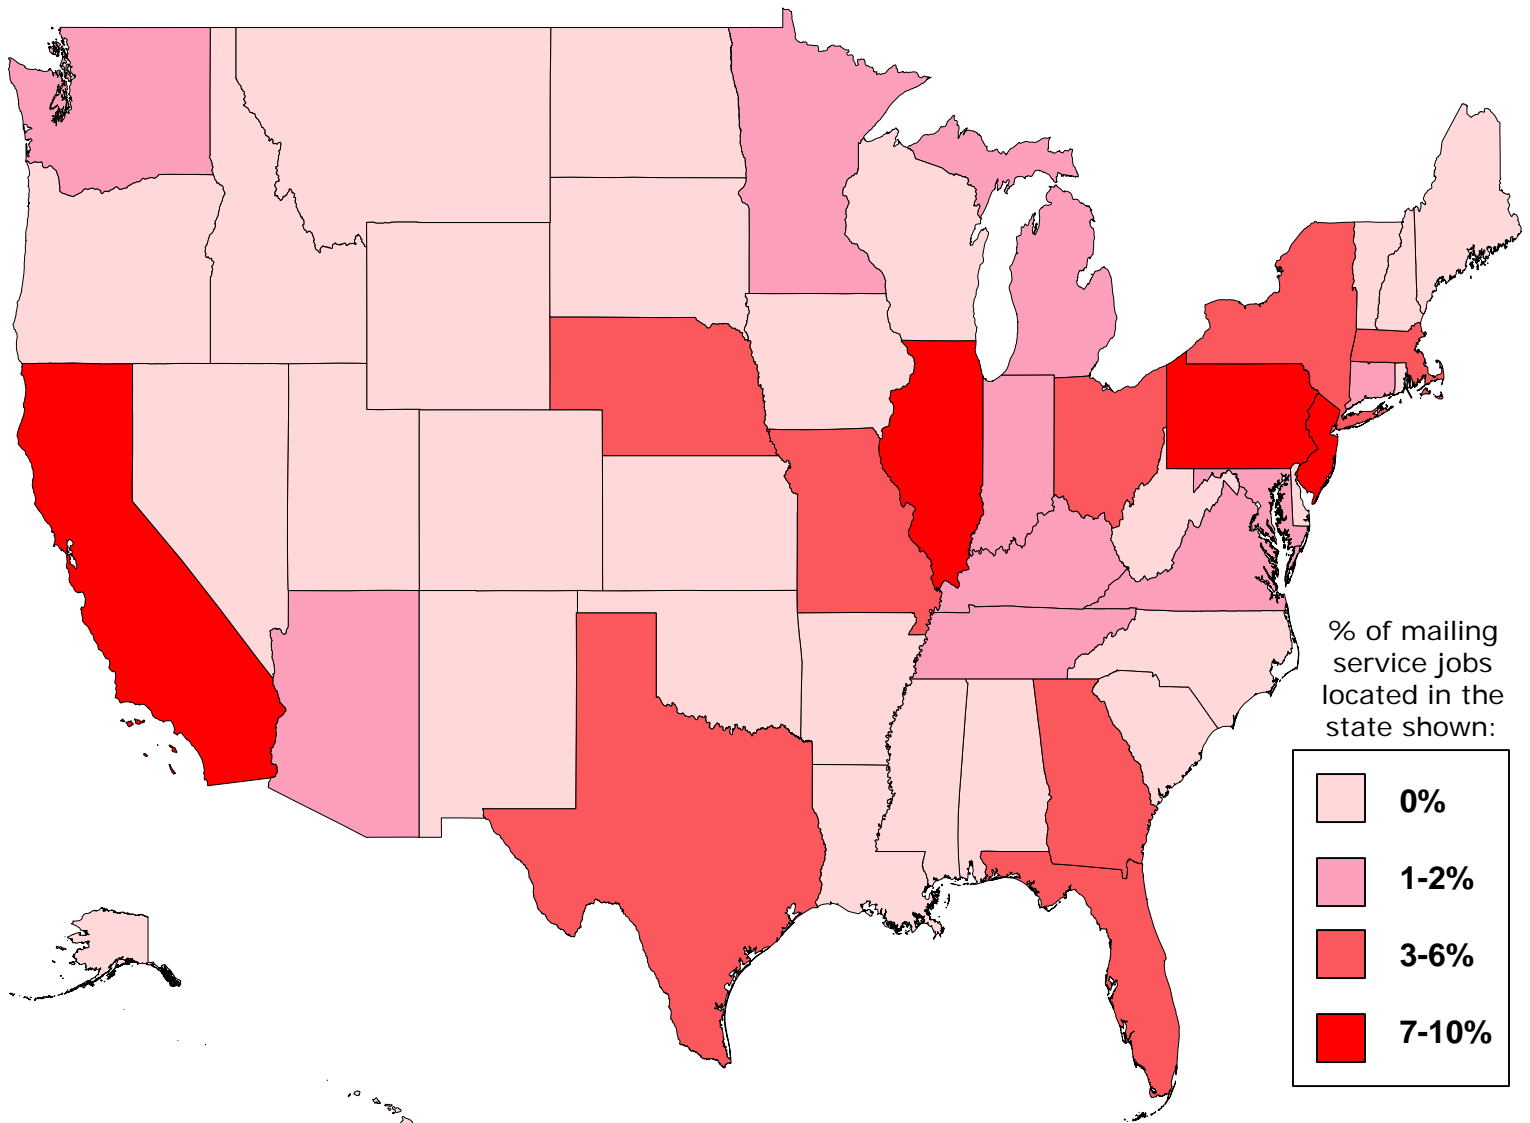 % of mailing
service jobs
located in the
state shown:
0%
1-2%
3-6%
7-10%